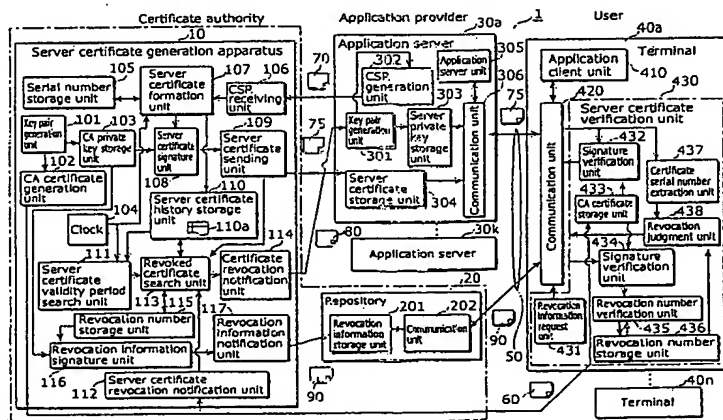 Certificate authority
10
Server certificate generation apparatus
105
107
106
Serial number storage unit
Server certificate formation unit
CSR receiving unit
101
103
109
Key pair generation unit
CA private key storage unit
Server certificate signature unit
Server certificate sending unit
102
108
CA certificate generation unit
110
104
Server certificate history storage unit
110a
Clock
114
111
Server certificate validity period search unit
Revoked certificate search unit
Certificate revocation notification unit
113
115
Revocation number storage unit
117
Revocation information signature unit
Revocation information notification unit
116
112
Server certificate revocation notification unit
70
75
80
90
Application provider
30a
1
Application server
305
302
CSR generation unit
Application server unit
306
303
Key pair generation unit
Server private key storage unit
301
Server certificate storage unit
304
Communication unit
75
50
Application server
30k
20
Repository
201
202
Revocation information storage unit
Communication unit
90
60
User
40a
Terminal
Application client unit
410
420
430
Server certificate verification unit
Communication unit
432
Signature verification unit
437
Certificate serial number extraction unit
433
CA certificate storage unit
438
434
Revocation judgment unit
Signature verification unit
Revocation number verification unit
Revocation information request unit
431
435
436
Revocation number storage unit
40n
Terminal